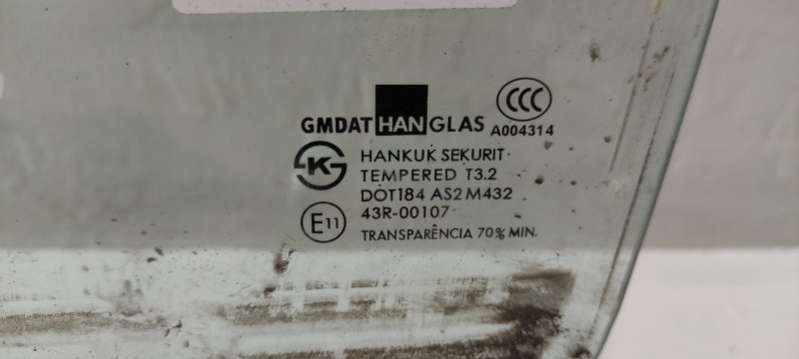 GMDAT HAN GLAS
CCC
A004314
K
HANKUK SEKURIT
TEMPERED T3.2
DOT184 AS2 M432
E11
43R-00107
TRANSPARÊNCIA 70% MIN.